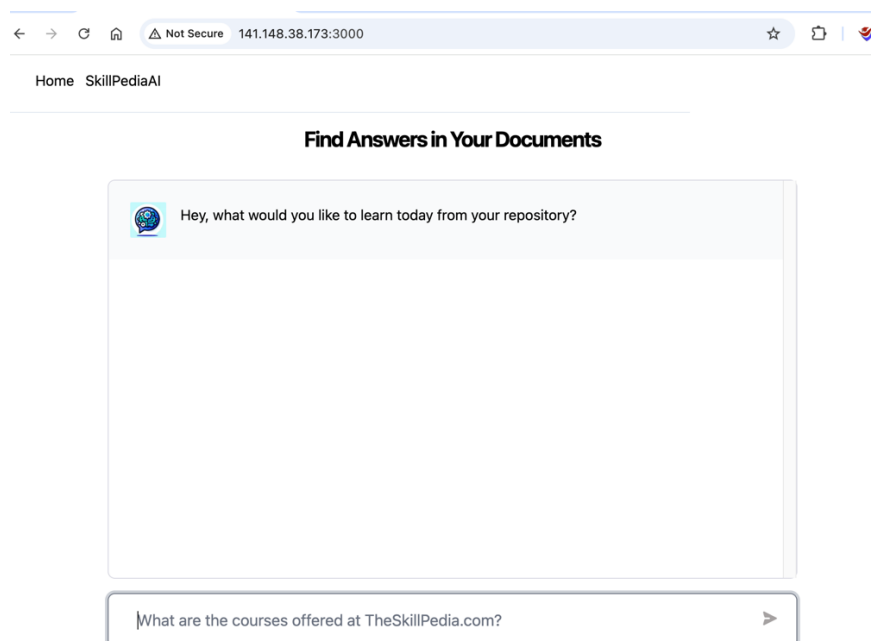 Not Secure 141.148.38.173:3000
Home SkillPediaAI
Find Answers in Your Documents
Hey, what would you like to learn today from your repository?
What are the courses offered at TheSkillPedia.com?